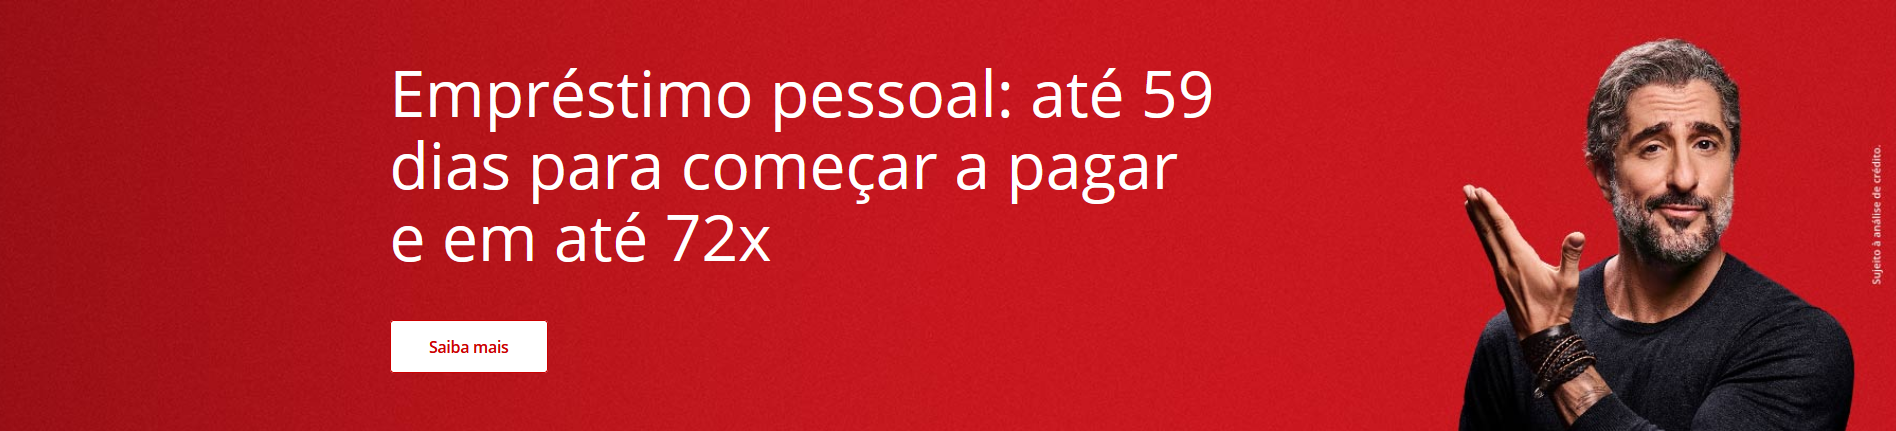 Empréstimo pessoal: até 59
dias para começar a pagar
e em até 72x
Saiba mais
Sujeito à análise de crédito.